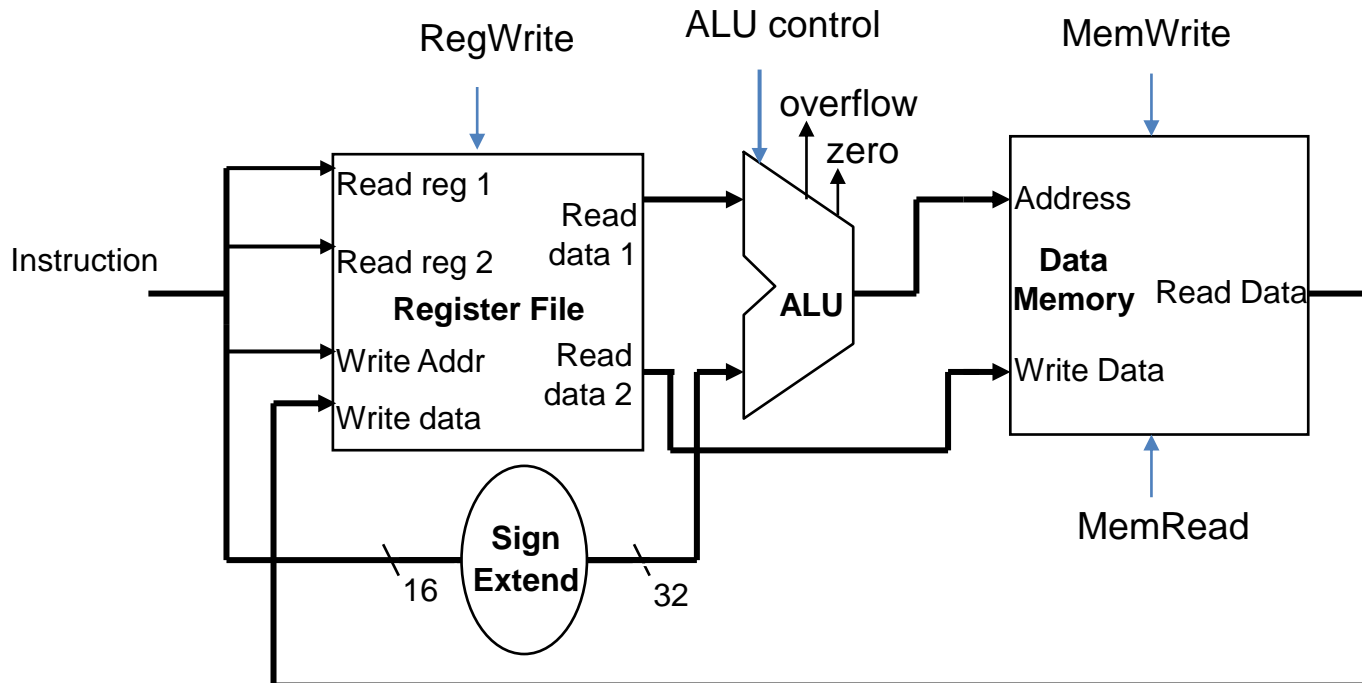 RegWrite
ALU control
MemWrite
overflow
zero
Instruction
Read reg 1
Read reg 2
Register File
Write Addr
Write data
Read
data 1
Read
data 2
ALU
Address
Data
Memory
Read Data
Write Data
MemRead
Sign
Extend
16
32